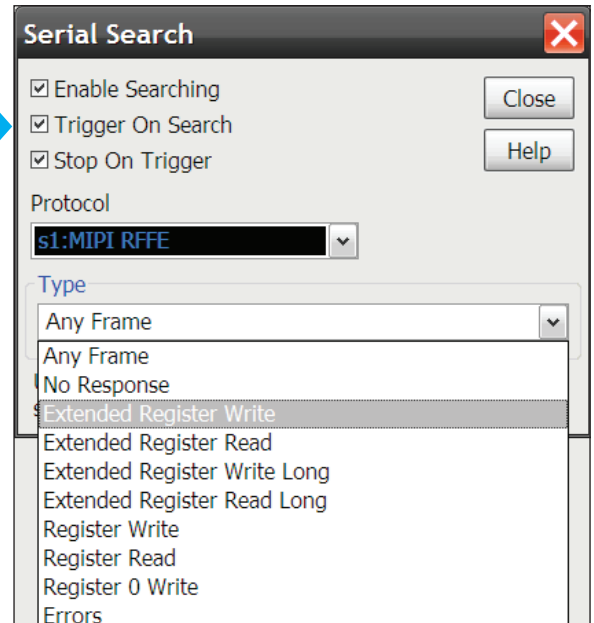 Serial Search
Enable Searching
Close
Trigger On Search
Help
Stop On Trigger
Protocol
s1:MIPI RFFE
Type
Any Frame
Any Frame
No Response
Extended Register Write
Extended Register Read
Extended Register Write Long
Extended Register Read Long
Register Write
Register Read
Register 0 Write
Errors